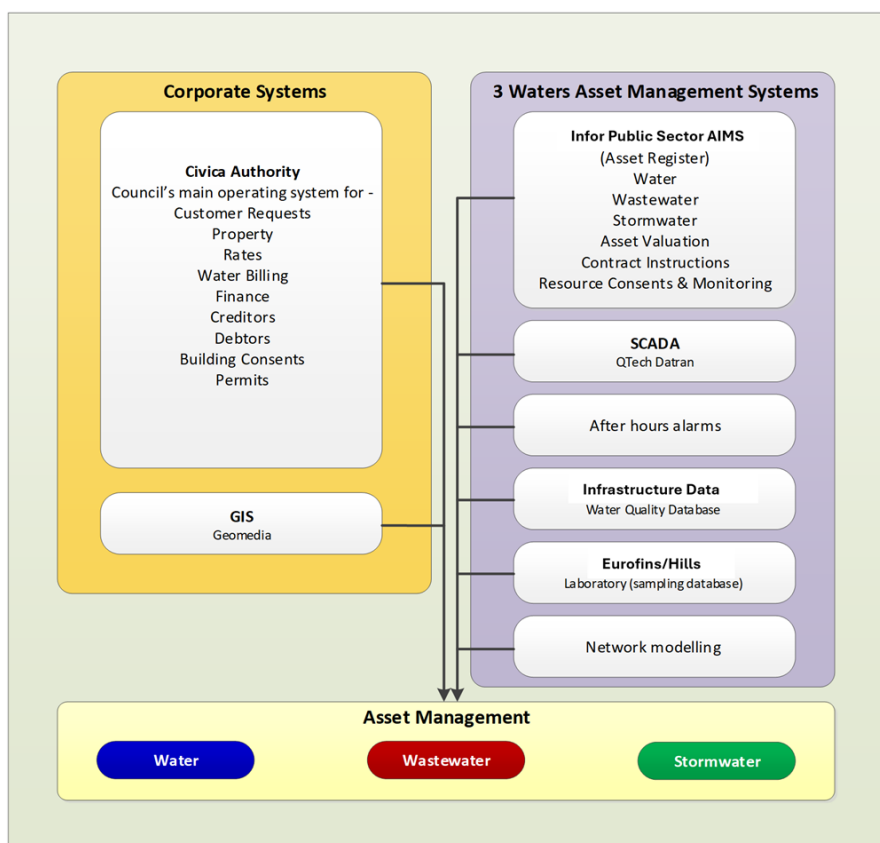 Corporate Systems
Civica Authority
Council's main operating system for -
Customer Requests
Property
Rates
Water Billing
Finance
Creditors
Debtors
Building Consents
Permits
GIS
Geomedia
3 Waters Asset Management Systems
Infor Public Sector AIMS
(Asset Register)
Water
Wastewater
Stormwater
Asset Valuation
Contract Instructions
Resource Consents & Monitoring
SCADA
QTech Datran
After hours alarms
Infrastructure Data
Water Quality Database
Eurofins/Hills
Laboratory (sampling database)
Network modelling
Asset Management
Water
Wastewater
Stormwater